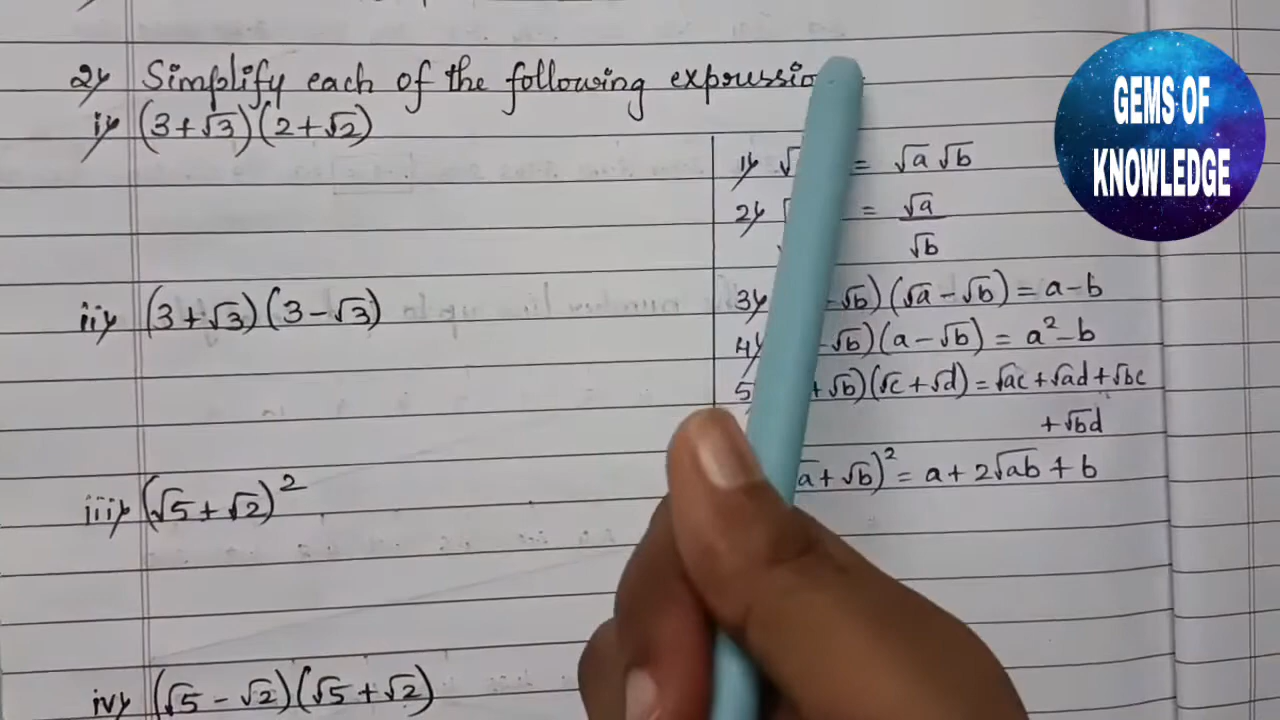 2) Simplify each of the following
i) (3+√3)(2+√2)
ii) (3+√3)(3-√3)
iii) (√5+√2)²
iv) (√5-√2)(√5+√2)
1) = √a √b
2) = √a/√b
3) √b)(√a-√b) = a-b
4) √b)(a-√b) = a²-b
5 +√b)(√c+√d) = √ac+√ad+√bc
+√bd
a+√b)² = a+2√ab+b
GEMS OF
KNOWLEDGE